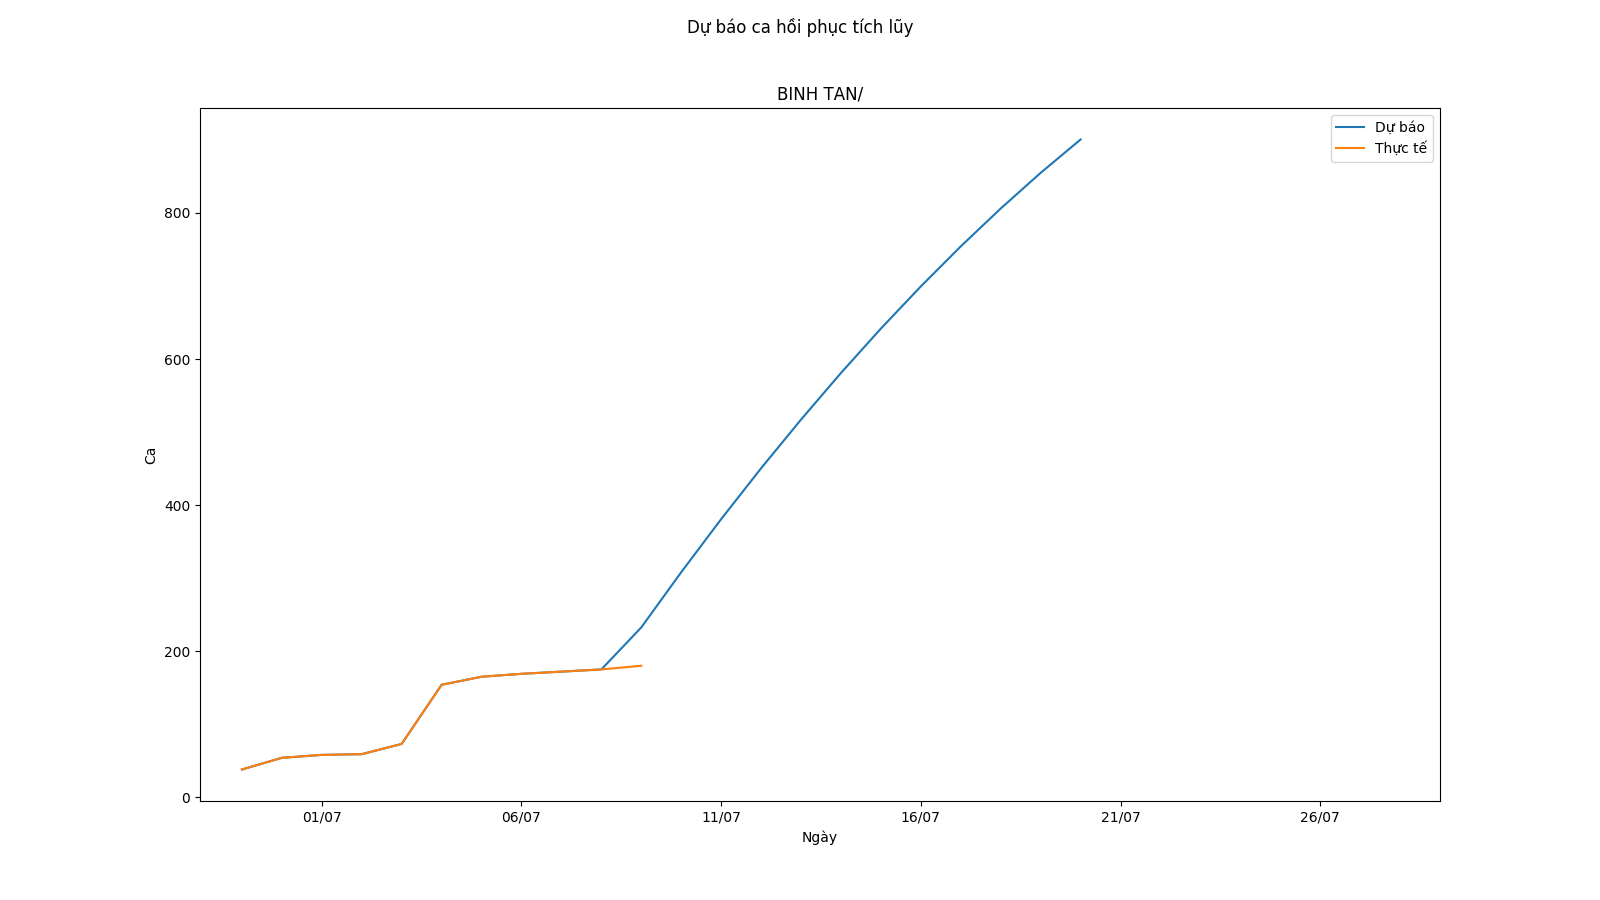 Dự báo ca hồi phục tích lũy
BINH TAN/
Dự báo
Thực tế
800
600
400
200
0
Ca
01/07 06/07 11/07 16/07 21/07 26/07
Ngày